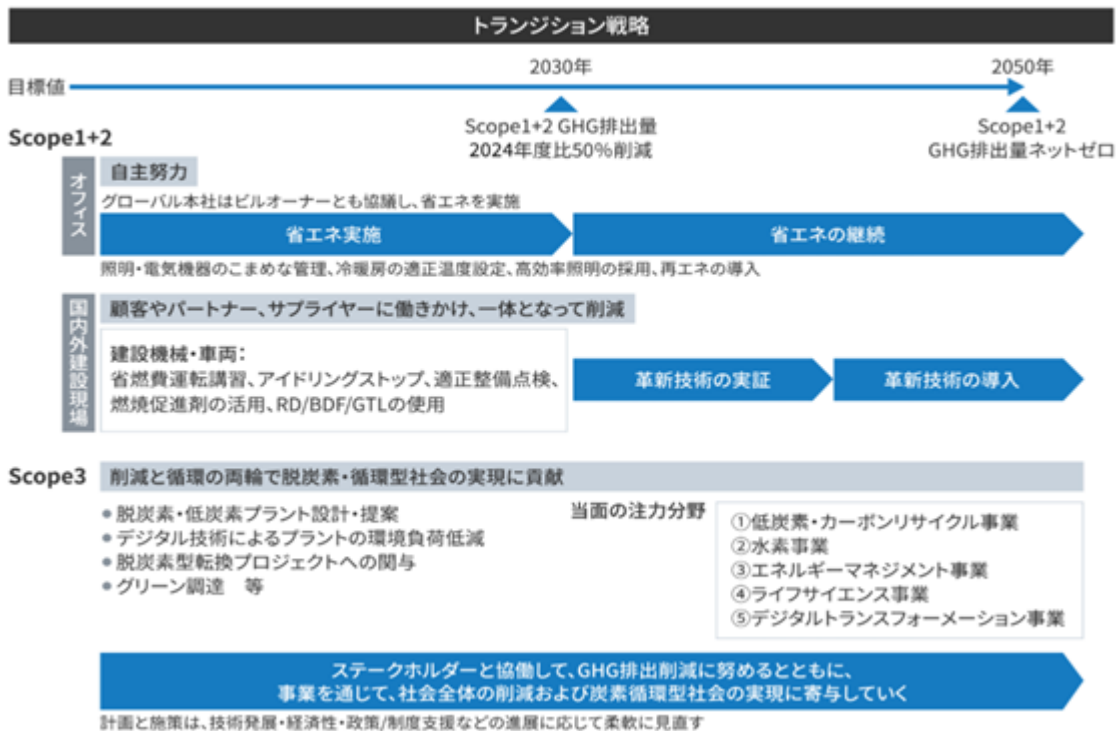 トランジション戦略
2030年
2050年
目標値
Scope1+2 GHG排出量
2024年度比50%削減
Scope1+2
GHG排出量ネットゼロ
Scope1+2
オフィス
自主努力
グローバル本社はビルオーナーとも協議し、省エネを実施
省エネ実施
省エネの継続
照明・電気機器のこまめな管理、冷暖房の適正温度設定、高効率照明の採用、再エネの導入
国内外建設現場
顧客やパートナー、サプライヤーに働きかけ、一体となって削減
建設機械・車両：
省燃費運転講習、アイドリングストップ、適正整備点検、
燃焼促進剤の活用、RD/BDF/GTLの使用
革新技術の実証
革新技術の導入
Scope3
削減と循環の両輪で脱炭素・循環型社会の実現に貢献
●脱炭素・低炭素プラント設計・提案
●デジタル技術によるプラントの環境負荷低減
●脱炭素型転換プロジェクトへの関与
●グリーン調達　等
当面の注力分野
①低炭素・カーボンリサイクル事業
②水素事業
③エネルギーマネジメント事業
④ライフサイエンス事業
⑤デジタルトランスフォーメーション事業
ステークホルダーと協働して、GHG排出削減に努めるとともに、
事業を通じて、社会全体の削減および炭素循環型社会の実現に寄与していく
計画と施策は、技術発展・経済性・政策/制度支援などの進展に応じて柔軟に見直す